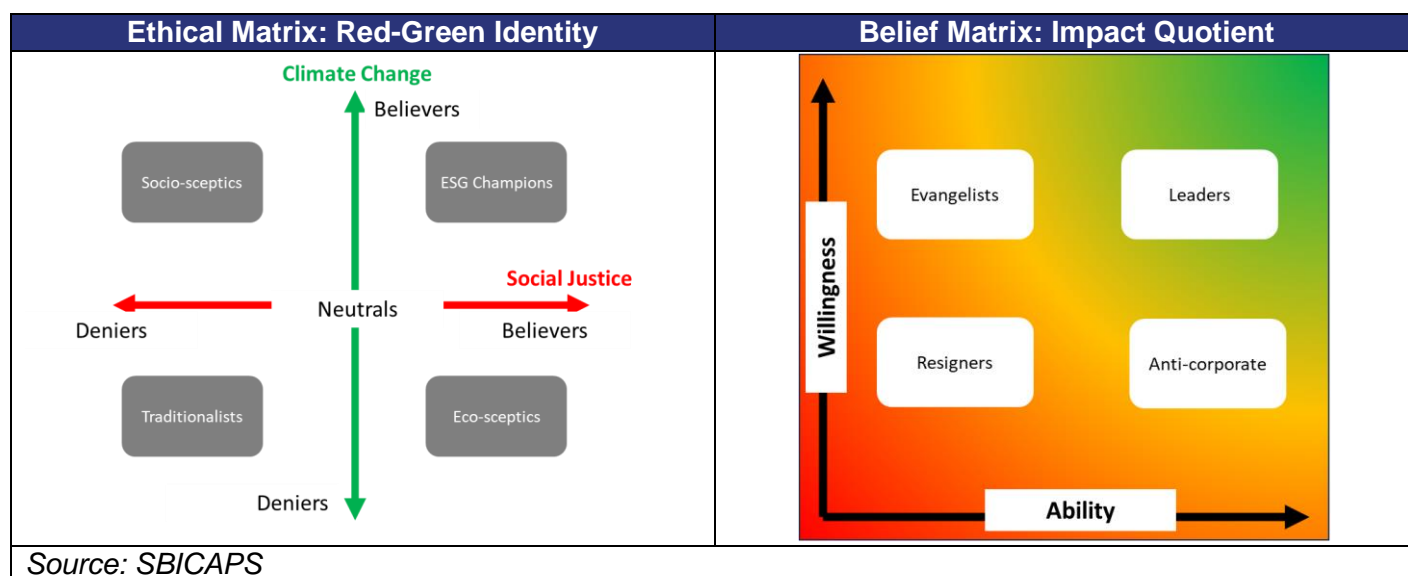 Ethical Matrix: Red-Green Identity
Climate Change
Believers
Socio-sceptics
ESG Champions
Social Justice
Neutrals
Deniers
Believers
Traditionalists
Eco-sceptics
Deniers
Belief Matrix: Impact Quotient
Willingness
Evangelists
Leaders
Resigners
Anti-corporate
Ability
Source: SBICAPS